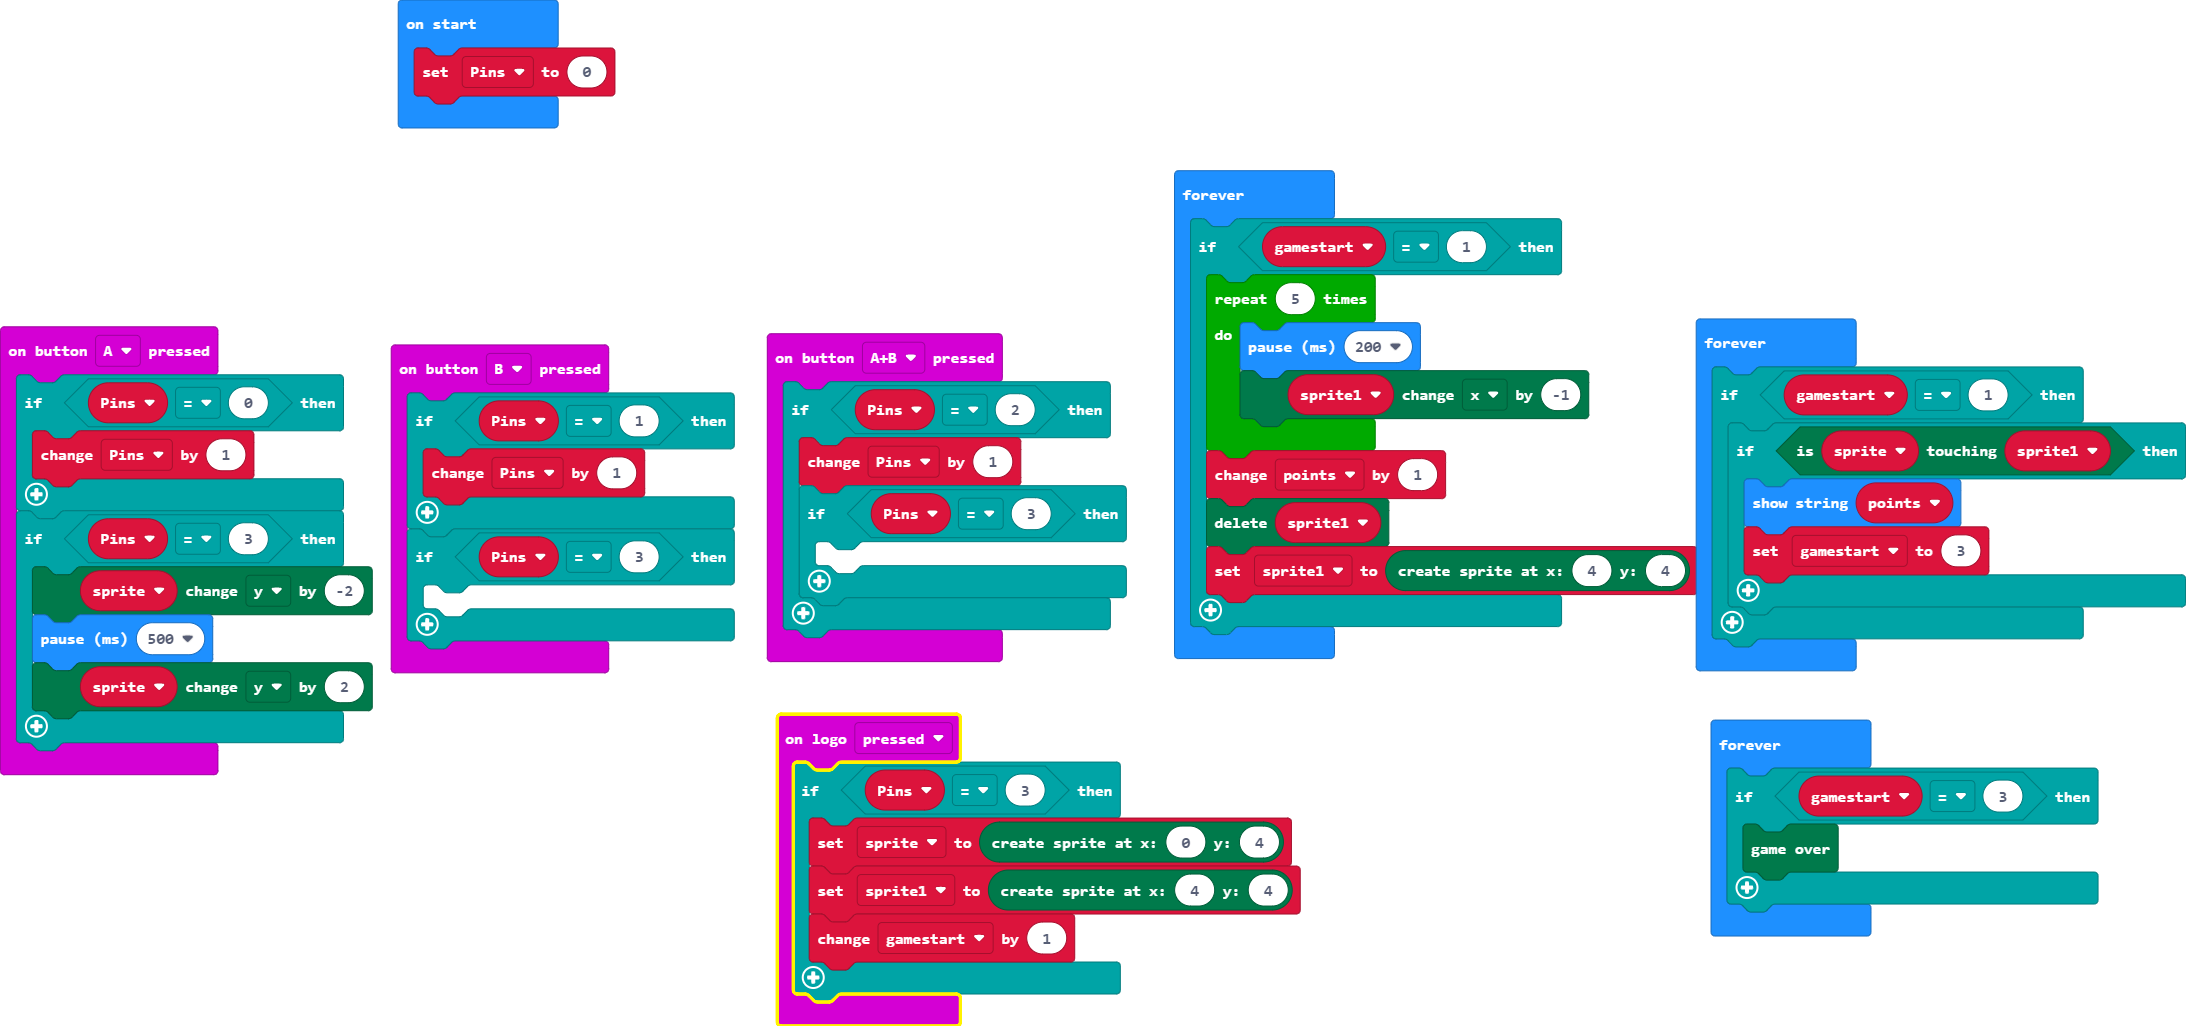 on start
set Pins to 0
on button A pressed
if Pins = 0 then
change Pins by 1
if Pins = 3 then
sprite change y by -2
pause (ms) 500
sprite change y by 2
on button B pressed
if Pins = 1 then
change Pins by 1
if Pins = 3 then
on button A+B pressed
if Pins = 2 then
change Pins by 1
if Pins = 3 then
on logo pressed
if Pins = 3 then
set sprite to create sprite at x: 0 y: 4
set sprite1 to create sprite at x: 4 y: 4
change gamestart by 1
forever
if gamestart = 1 then
repeat 5 times
do pause (ms) 200
sprite1 change x by -1
change points by 1
delete sprite1
set sprite1 to create sprite at x: 4 y: 4
forever
if gamestart = 1 then
if is sprite touching sprite1 then
show string points
set gamestart to 3
forever
if gamestart = 3 then
game over